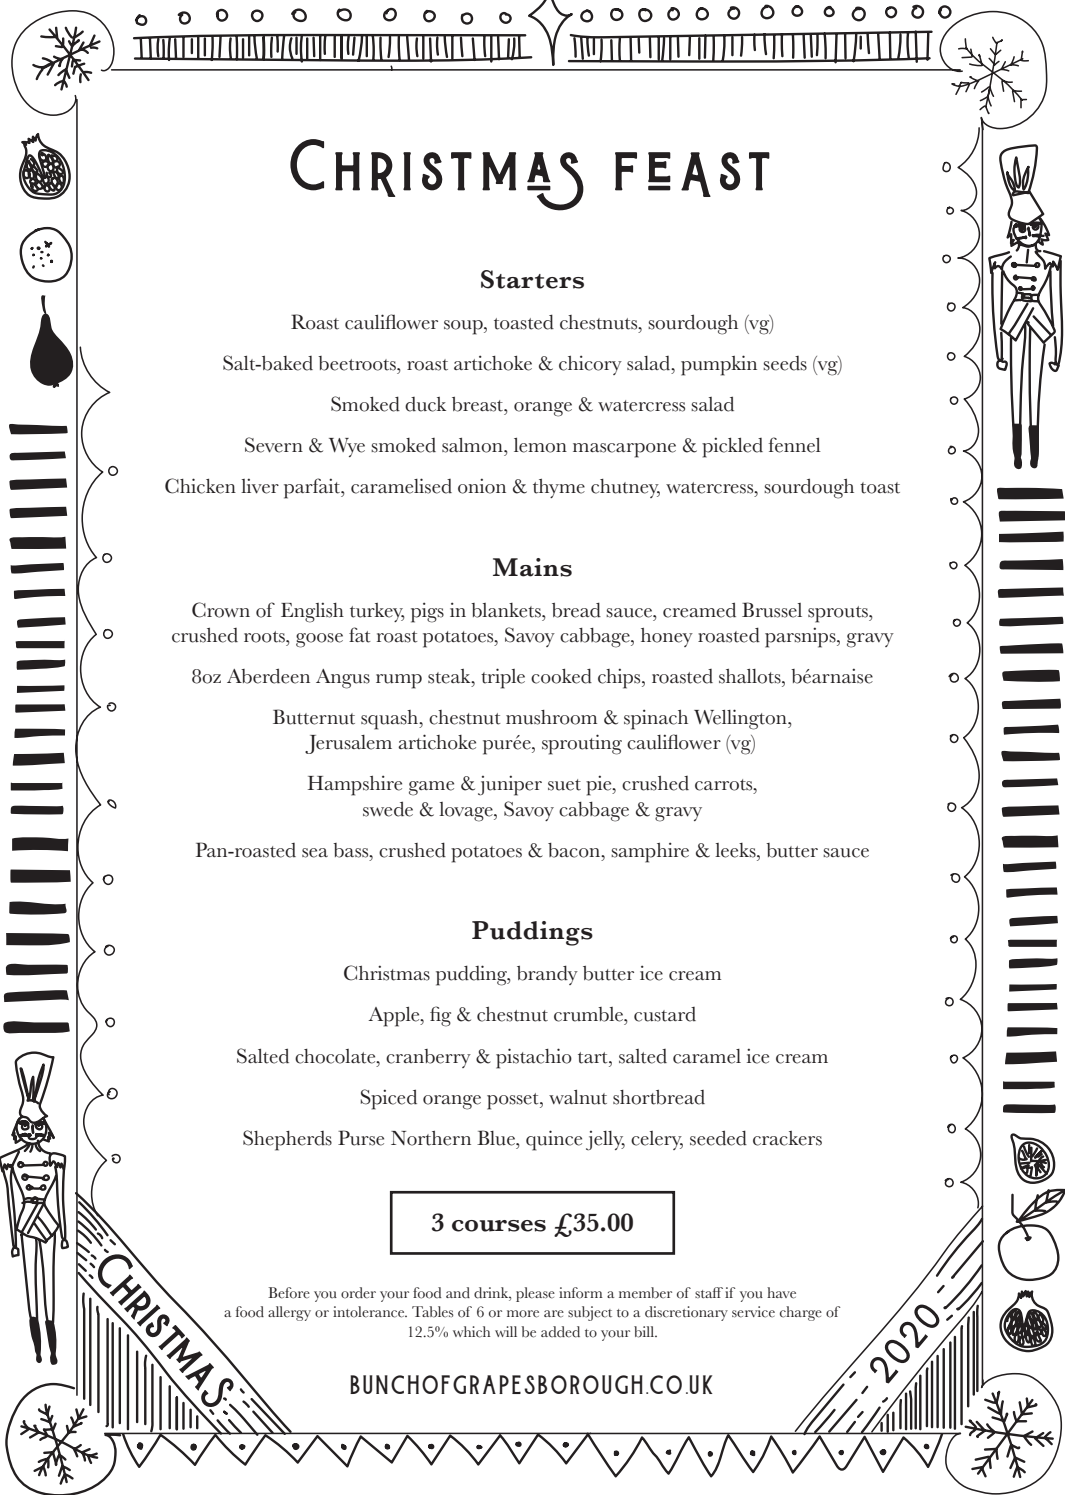 Christmas feast
Starters
Roast cauliflower soup, toasted chestnuts, sourdough (vg)
Salt-baked beetroots, roast artichoke & chicory salad, pumpkin seeds (vg)
Smoked duck breast, orange & watercress salad
Severn & Wye smoked salmon, lemon mascarpone & pickled fennel
Chicken liver parfait, caramelised onion & thyme chutney, watercress, sourdough toast
Mains
Crown of English turkey, pigs in blankets, bread sauce, creamed Brussel sprouts,
crushed roots, goose fat roast potatoes, Savoy cabbage, honey roasted parsnips, gravy
8oz Aberdeen Angus rump steak, triple cooked chips, roasted shallots, béarnaise
Butternut squash, chestnut mushroom & spinach Wellington,
Jerusalem artichoke purée, sprouting cauliflower (vg)
Hampshire game & juniper suet pie, crushed carrots,
swede & lovage, Savoy cabbage & gravy
Pan-roasted sea bass, crushed potatoes & bacon, samphire & leeks, butter sauce
Puddings
Christmas pudding, brandy butter ice cream
Apple, fig & chestnut crumble, custard
Salted chocolate, cranberry & pistachio tart, salted caramel ice cream
Spiced orange posset, walnut shortbread
Shepherds Purse Northern Blue, quince jelly, celery, seeded crackers
3 courses £35.00
Before you order your food and drink, please inform a member of staff if you have
a food allergy or intolerance. Tables of 6 or more are subject to a discretionary service charge of
12.5% which will be added to your bill.
BUNCHOFGRAPESBOROUGH.CO.UK
CHRISTMAS
2020